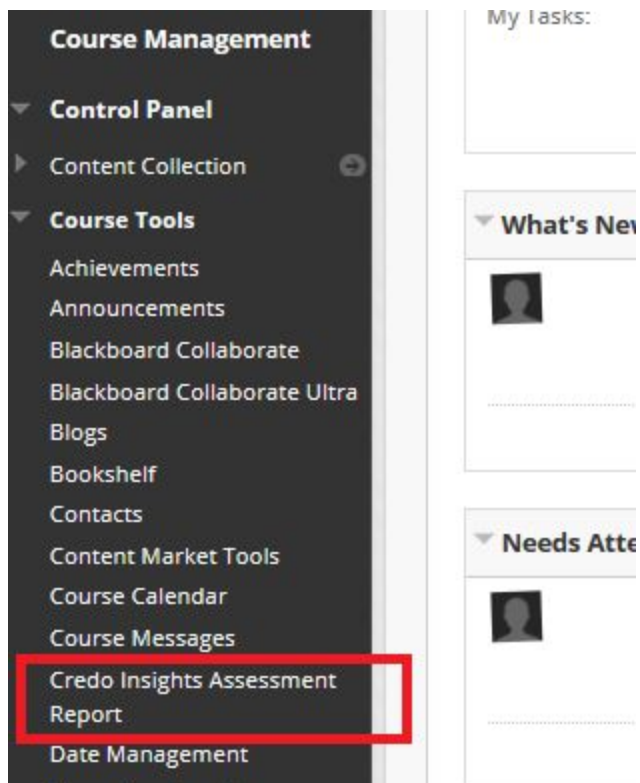 Course Management
Control Panel
Content Collection
Course Tools
Achievements
Announcements
Blackboard Collaborate
Blackboard Collaborate Ultra
Blogs
Bookshelf
Contacts
Content Market Tools
Course Calendar
Course Messages
Credo Insights Assessment
Report
Date Management
My Tasks:
What's New
Needs Atte